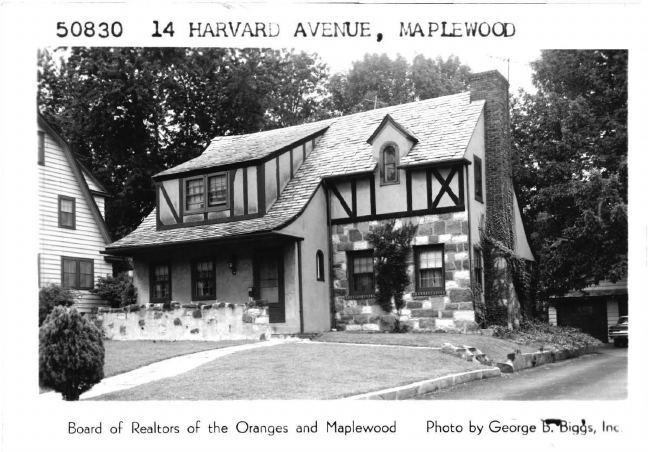 50830 14 HARVARD AVENUE, MAPLEWOOD
Board of Realtors of the Oranges and Maplewood Photo by George B. Biggs, Inc.